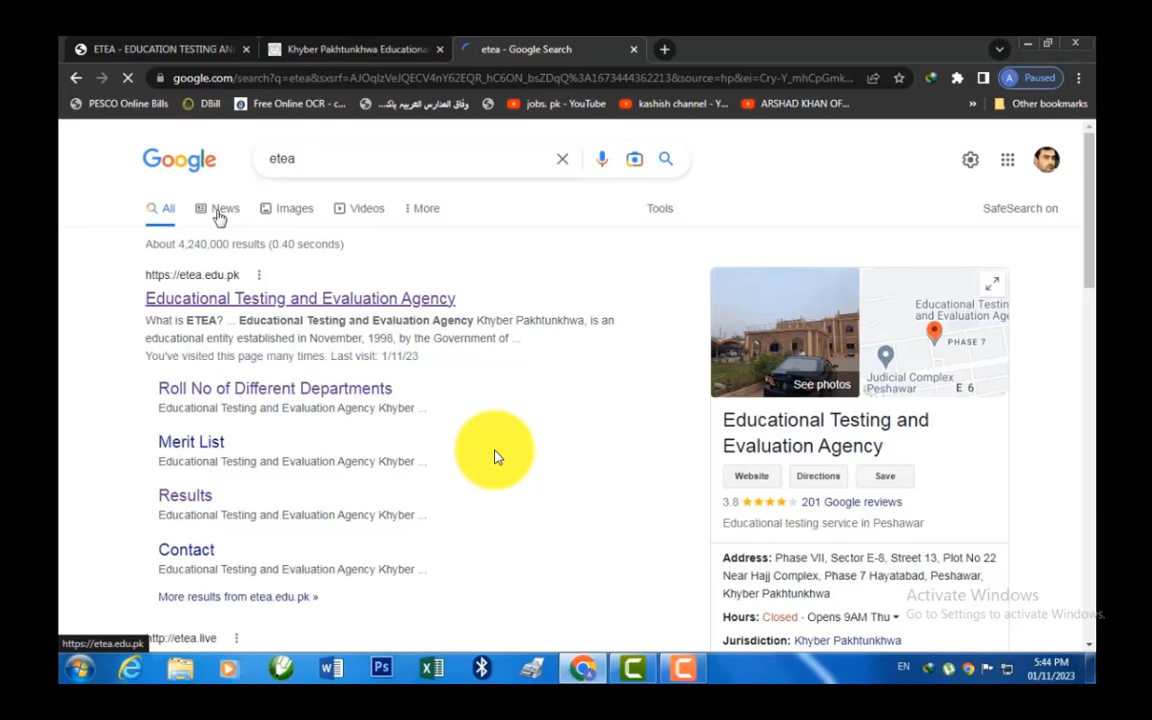 ETEA - EDUCATION TESTING AN
Khyber Pakhtunkhwa Educational
etea - Google Search
google.com/search?q=etea&sxsrf=AJOqlzVeJQECV4nY62EQR_hC6ON_bsZDqQ%3A1673444362213&source=hp&ei=Cry-Y_mhCpGmk...
A Paused
PESCO Online Bills
DBill
Free Online OCR - c...
وفاق المدارس العربیہ پاک...
jobs. pk - YouTube
kashish channel - Y...
ARSHAD KHAN OF...
»
Other bookmarks
Google
etea
All
News
Images
Videos
More
Tools
SafeSearch on
About 4,240,000 results (0.40 seconds)
https://etea.edu.pk
Educational Testing and Evaluation Agency
What is ETEA? ... Educational Testing and Evaluation Agency Khyber Pakhtunkhwa, is an
educational entity established in November, 1998, by the Government of ...
You've visited this page many times. Last visit: 1/11/23
Roll No of Different Departments
Educational Testing and Evaluation Agency Khyber ...
Merit List
Educational Testing and Evaluation Agency Khyber ...
Results
Educational Testing and Evaluation Agency Khyber ...
Contact
Educational Testing and Evaluation Agency Khyber ...
More results from etea.edu.pk »
http://etea.live
See photos
Educational Testin
and Evaluation Ag
PHASE 7
Judicial Complex
Peshawar
E 6
Educational Testing and
Evaluation Agency
Website
Directions
Save
3.8
201 Google reviews
Educational testing service in Peshawar
Address: Phase VII, Sector E-8, Street 13, Plot No 22
Near Hajj Complex, Phase 7 Hayatabad, Peshawar,
Khyber Pakhtunkhwa
Hours: Closed - Opens 9AM Thu
Jurisdiction: Khyber Pakhtunkhwa
Activate Windows
Go to Settings to activate Windows.
https://etea.edu.pk
EN
5:44 PM
01/11/2023